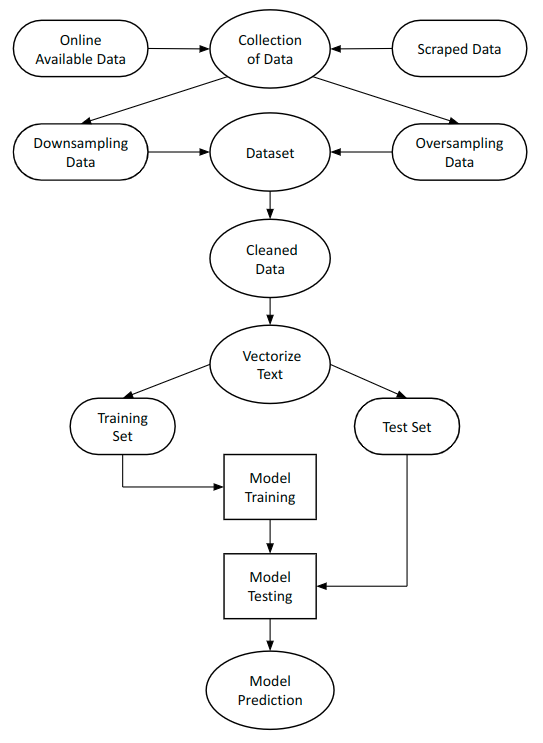 Online
Available Data
Collection
of Data
Scraped Data
Downsampling
Data
Dataset
Oversampling
Data
Cleaned
Data
Vectorize
Text
Training
Set
Test Set
Model
Training
Model
Testing
Model
Prediction